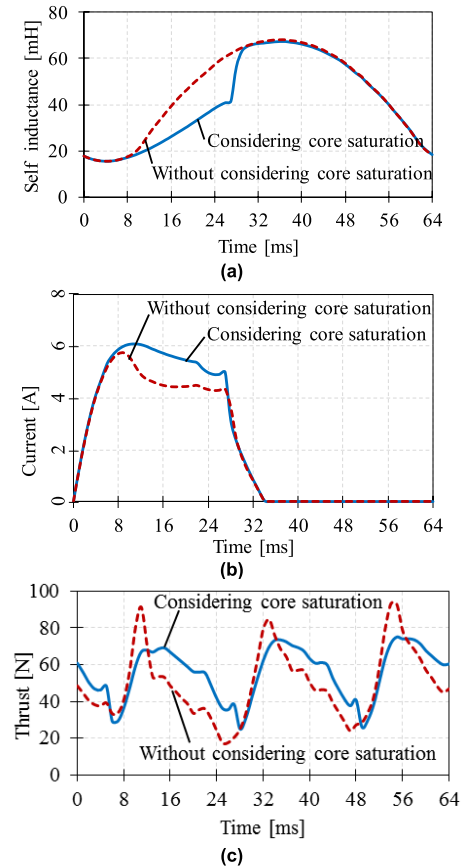 80
60
40
20
0
Self inductance [mH]
Considering core saturation
Without considering core saturation
0 8 16 24 32 40 48 56 64
Time [ms]
(a)
8
6
4
2
0
Current [A]
Without considering core saturation
Considering core saturation
0 8 16 24 32 40 48 56 64
Time [ms]
(b)
100
80
60
40
20
0
Thrust [N]
Considering core saturation
Without considering core saturation
0 8 16 24 32 40 48 56 64
Time [ms]
(c)